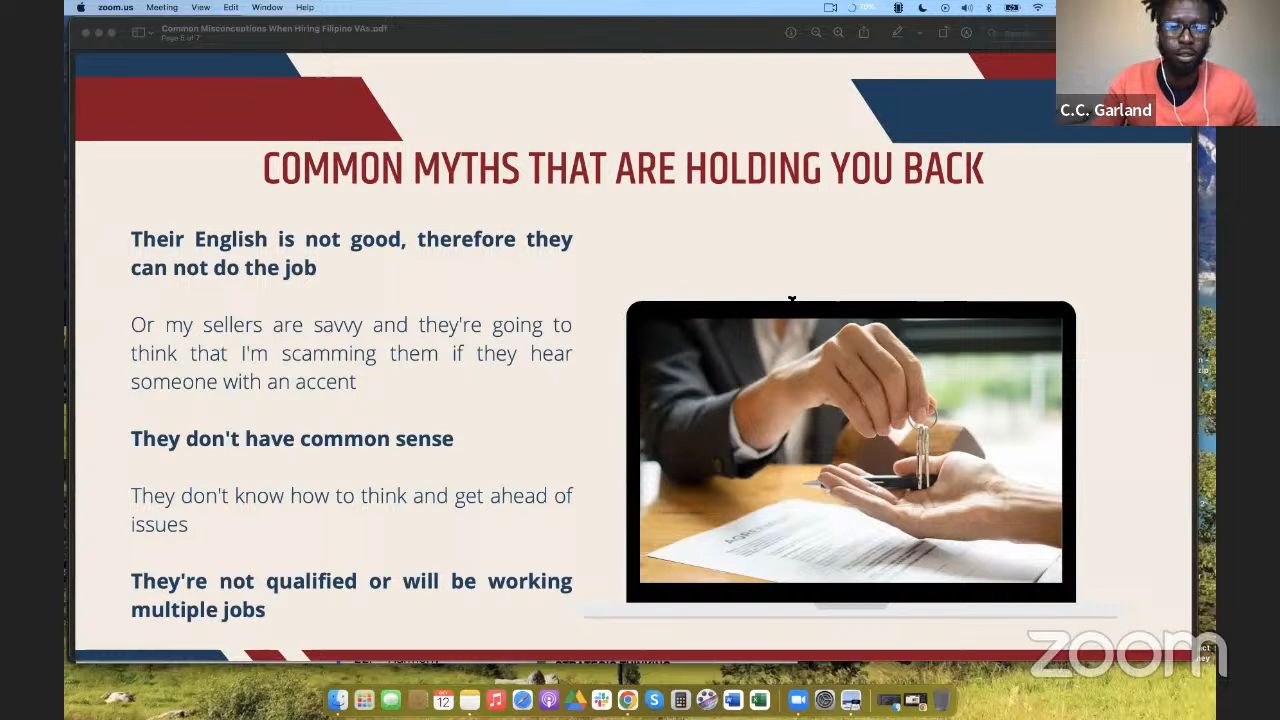 zoom.us Meeting View Edit Window Help
Common Misconceptions When Hiring Filipino VAs.pdf
Page 5 of 7
C.C. Garland
COMMON MYTHS THAT ARE HOLDING YOU BACK
Their English is not good, therefore they
can not do the job
Or my sellers are savvy and they're going to
think that I'm scamming them if they hear
someone with an accent
They don't have common sense
They don't know how to think and get ahead of
issues
They're not qualified or will be working
multiple jobs
zoom
OCT
12